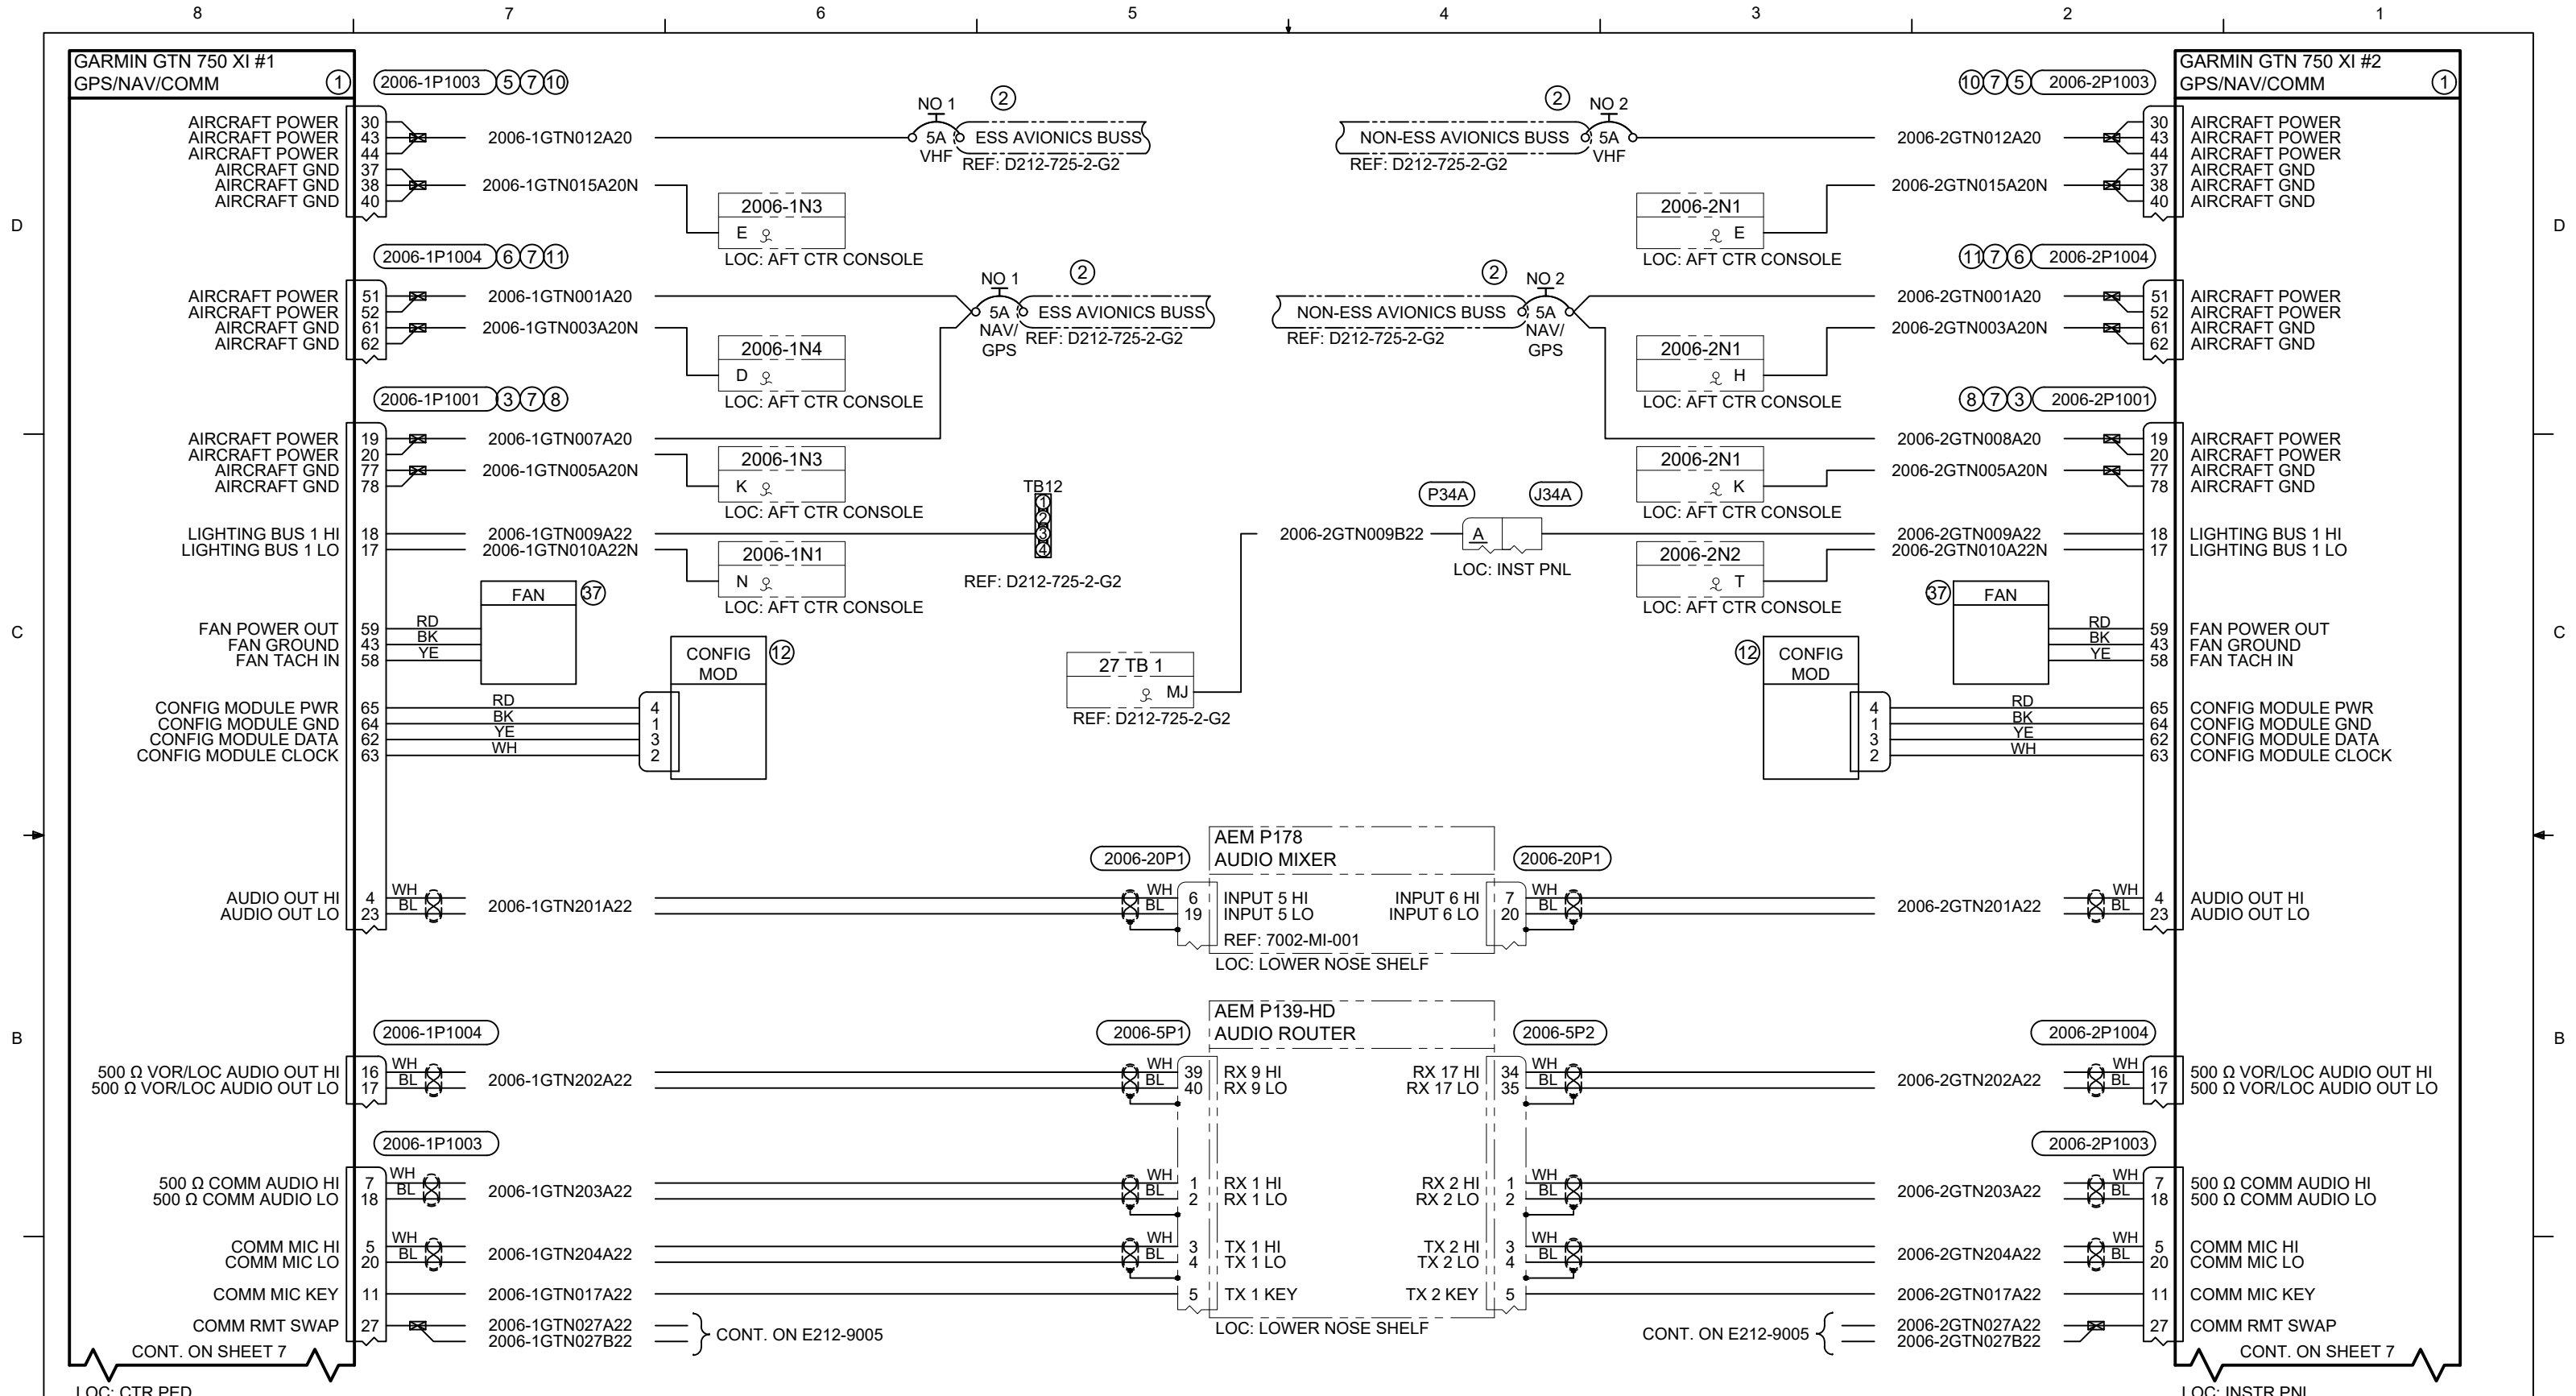 8 7 6 5 4 3 2 1
GARMIN GTN 750 XI #1
GPS/NAV/COMM 1
2006-1P1003 5 7 10
AIRCRAFT POWER 30
AIRCRAFT POWER 43 2006-1GTN012A20
AIRCRAFT POWER 44
AIRCRAFT GND 37
AIRCRAFT GND 38 2006-1GTN015A20N
AIRCRAFT GND 40
NO 1
5A
VHF
2
ESS AVIONICS BUSS
REF: D212-725-2-G2
2006-1N3
E
LOC: AFT CTR CONSOLE
D
2006-1P1004 6 7 11
AIRCRAFT POWER 51 2006-1GTN001A20
AIRCRAFT POWER 52
AIRCRAFT GND 61 2006-1GTN003A20N
AIRCRAFT GND 62
NO 1
5A
NAV/
GPS
2
ESS AVIONICS BUSS
REF: D212-725-2-G2
2006-1N4
D
LOC: AFT CTR CONSOLE
2006-1P1001 3 7 8
AIRCRAFT POWER 19 2006-1GTN007A20
AIRCRAFT POWER 20
AIRCRAFT GND 77 2006-1GTN005A20N
AIRCRAFT GND 78
2006-1N3
K
LOC: AFT CTR CONSOLE
LIGHTING BUS 1 HI 18 2006-1GTN009A22
LIGHTING BUS 1 LO 17 2006-1GTN010A22N
TB12
1
2
3
4
REF: D212-725-2-G2
2006-1N1
N
LOC: AFT CTR CONSOLE
C
FAN 37
FAN POWER OUT 59 RD
FAN GROUND 43 BK
FAN TACH IN 58 YE
CONFIG
MOD
12
CONFIG MODULE PWR 65 RD 4
CONFIG MODULE GND 64 BK 1
CONFIG MODULE DATA 62 YE 3
CONFIG MODULE CLOCK 63 WH 2
27 TB 1
MJ
REF: D212-725-2-G2
GARMIN GTN 750 XI #2
GPS/NAV/COMM 1
10 7 5 2006-2P1003
2006-2GTN012A20
2006-2GTN015A20N
30 AIRCRAFT POWER
43 AIRCRAFT POWER
44 AIRCRAFT POWER
37 AIRCRAFT GND
38 AIRCRAFT GND
40 AIRCRAFT GND
2
NO 2
5A
VHF
NON-ESS AVIONICS BUSS
REF: D212-725-2-G2
2006-2N1
E
LOC: AFT CTR CONSOLE
D
11 7 6 2006-2P1004
2006-2GTN001A20
2006-2GTN003A20N
51 AIRCRAFT POWER
52 AIRCRAFT POWER
61 AIRCRAFT GND
62 AIRCRAFT GND
2
NO 2
5A
NAV/
GPS
NON-ESS AVIONICS BUSS
REF: D212-725-2-G2
2006-2N1
H
LOC: AFT CTR CONSOLE
8 7 3 2006-2P1001
2006-2GTN008A20
2006-2GTN005A20N
19 AIRCRAFT POWER
20 AIRCRAFT POWER
77 AIRCRAFT GND
78 AIRCRAFT GND
2006-2N1
K
LOC: AFT CTR CONSOLE
P34A J34A
2006-2GTN009B22 A
LOC: INST PNL
2006-2GTN009A22 18 LIGHTING BUS 1 HI
2006-2GTN010A22N 17 LIGHTING BUS 1 LO
2006-2N2
T
LOC: AFT CTR CONSOLE
C
37 FAN
RD 59 FAN POWER OUT
BK 43 FAN GROUND
YE 58 FAN TACH IN
12
CONFIG
MOD
4 RD 65 CONFIG MODULE PWR
1 BK 64 CONFIG MODULE GND
3 YE 62 CONFIG MODULE DATA
2 WH 63 CONFIG MODULE CLOCK
AEM P178
AUDIO MIXER
2006-20P1 2006-20P1
AUDIO OUT HI 4 WH WH 6 INPUT 5 HI INPUT 6 HI 7 WH WH 4 AUDIO OUT HI
2006-1GTN201A22 2006-2GTN201A22
AUDIO OUT LO 23 BL BL 19 INPUT 5 LO INPUT 6 LO 20 BL BL 23 AUDIO OUT LO
REF: 7002-MI-001
LOC: LOWER NOSE SHELF
AEM P139-HD
AUDIO ROUTER
B 2006-1P1004 2006-5P1 2006-5P2 2006-2P1004 B
500 Ω VOR/LOC AUDIO OUT HI 16 WH WH 39 RX 9 HI RX 17 HI 34 WH WH 16 500 Ω VOR/LOC AUDIO OUT HI
2006-1GTN202A22 2006-2GTN202A22
500 Ω VOR/LOC AUDIO OUT LO 17 BL BL 40 RX 9 LO RX 17 LO 35 BL BL 17 500 Ω VOR/LOC AUDIO OUT LO
2006-1P1003 2006-2P1003
500 Ω COMM AUDIO HI 7 WH WH 1 RX 1 HI RX 2 HI 1 WH WH 7 500 Ω COMM AUDIO HI
2006-1GTN203A22 2006-2GTN203A22
500 Ω COMM AUDIO LO 18 BL BL 2 RX 1 LO RX 2 LO 2 BL BL 18 500 Ω COMM AUDIO LO
COMM MIC HI 5 WH WH 3 TX 1 HI TX 2 HI 3 WH WH 5 COMM MIC HI
2006-1GTN204A22 2006-2GTN204A22
COMM MIC LO 20 BL BL 4 TX 1 LO TX 2 LO 4 BL BL 20 COMM MIC LO
COMM MIC KEY 11 2006-1GTN017A22 5 TX 1 KEY TX 2 KEY 5 2006-2GTN017A22 11 COMM MIC KEY
LOC: LOWER NOSE SHELF
COMM RMT SWAP 27 2006-1GTN027A22 2006-2GTN027A22 27 COMM RMT SWAP
CONT. ON E212-9005 CONT. ON E212-9005
2006-1GTN027B22 2006-2GTN027B22
CONT. ON SHEET 7 CONT. ON SHEET 7
LOC: CTR PED LOC: INSTR PNL